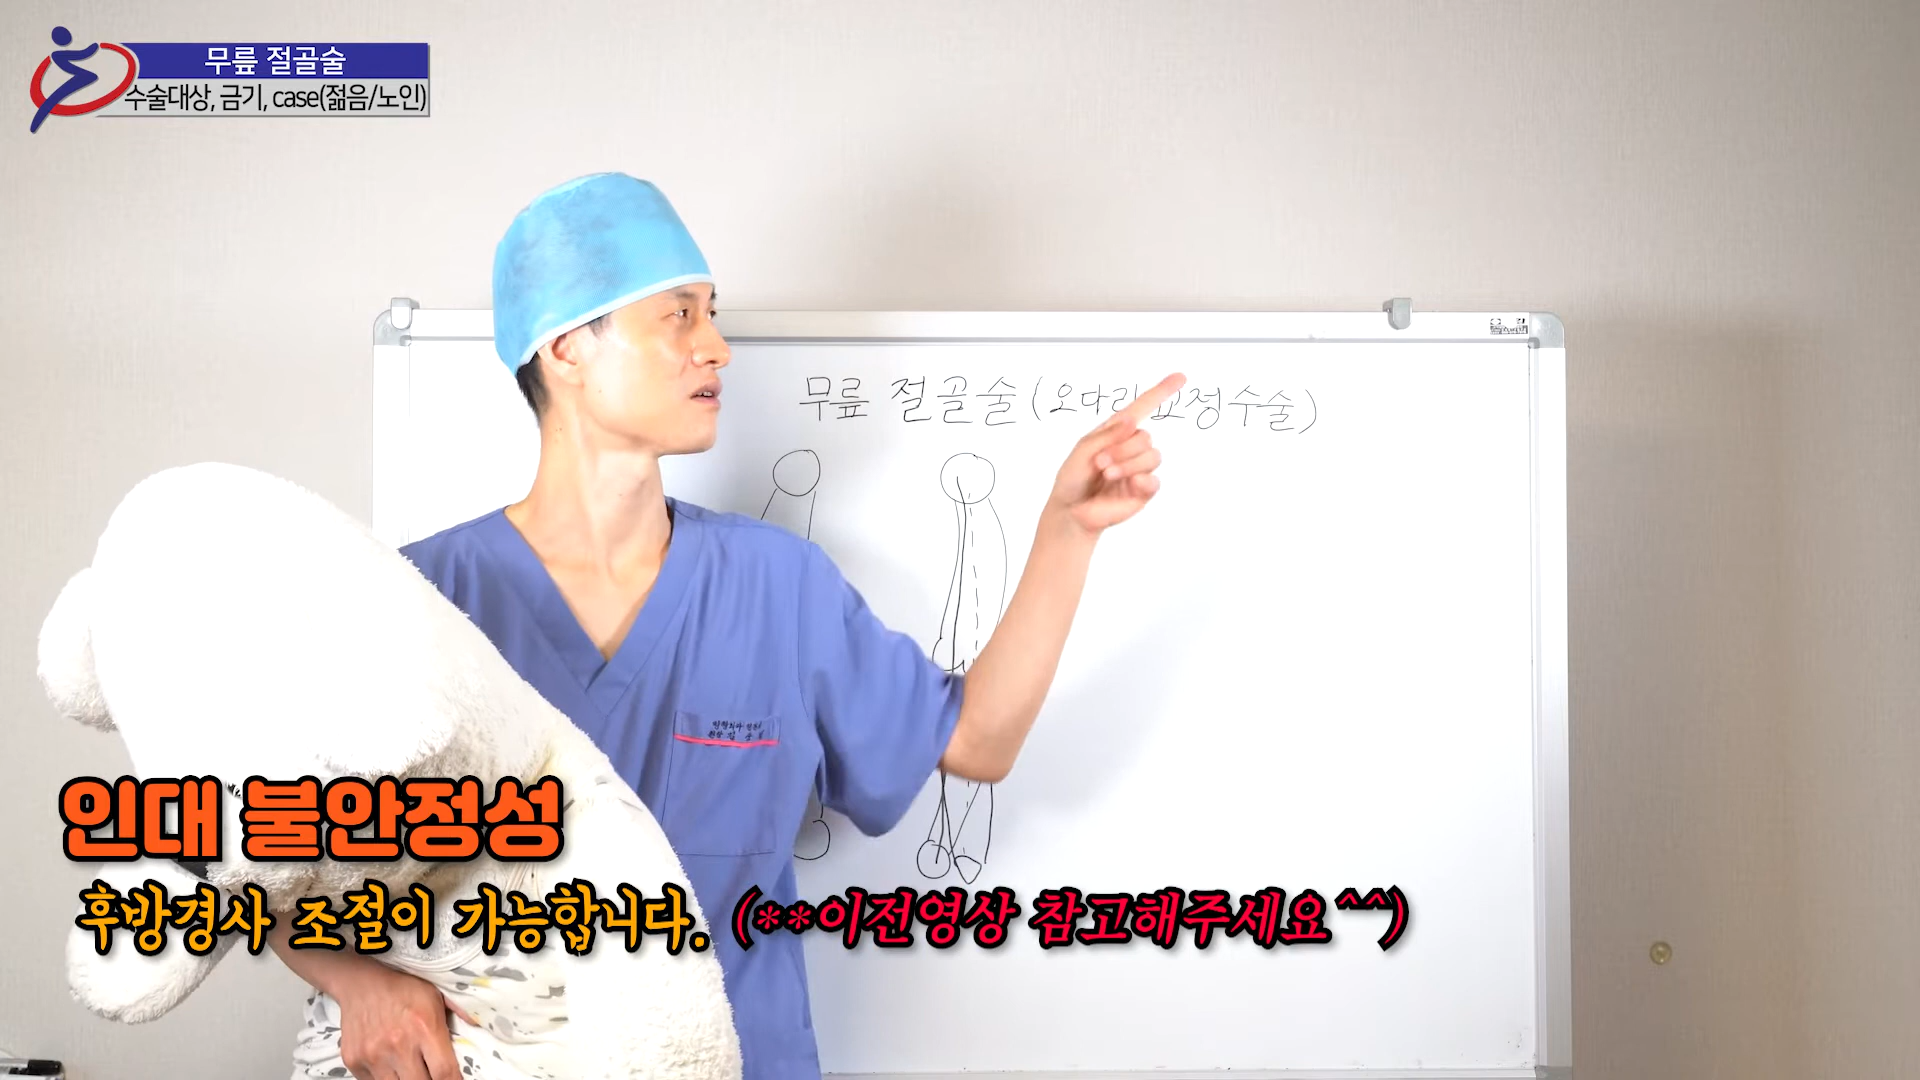 무릎 절골술
수술대상, 금기, case(젊음/노인)
무릎 절골술(오다리 교정수술)
인대 불안정성
후방경사 조절이 가능합니다. (**이전영상 참고해주세요^^)